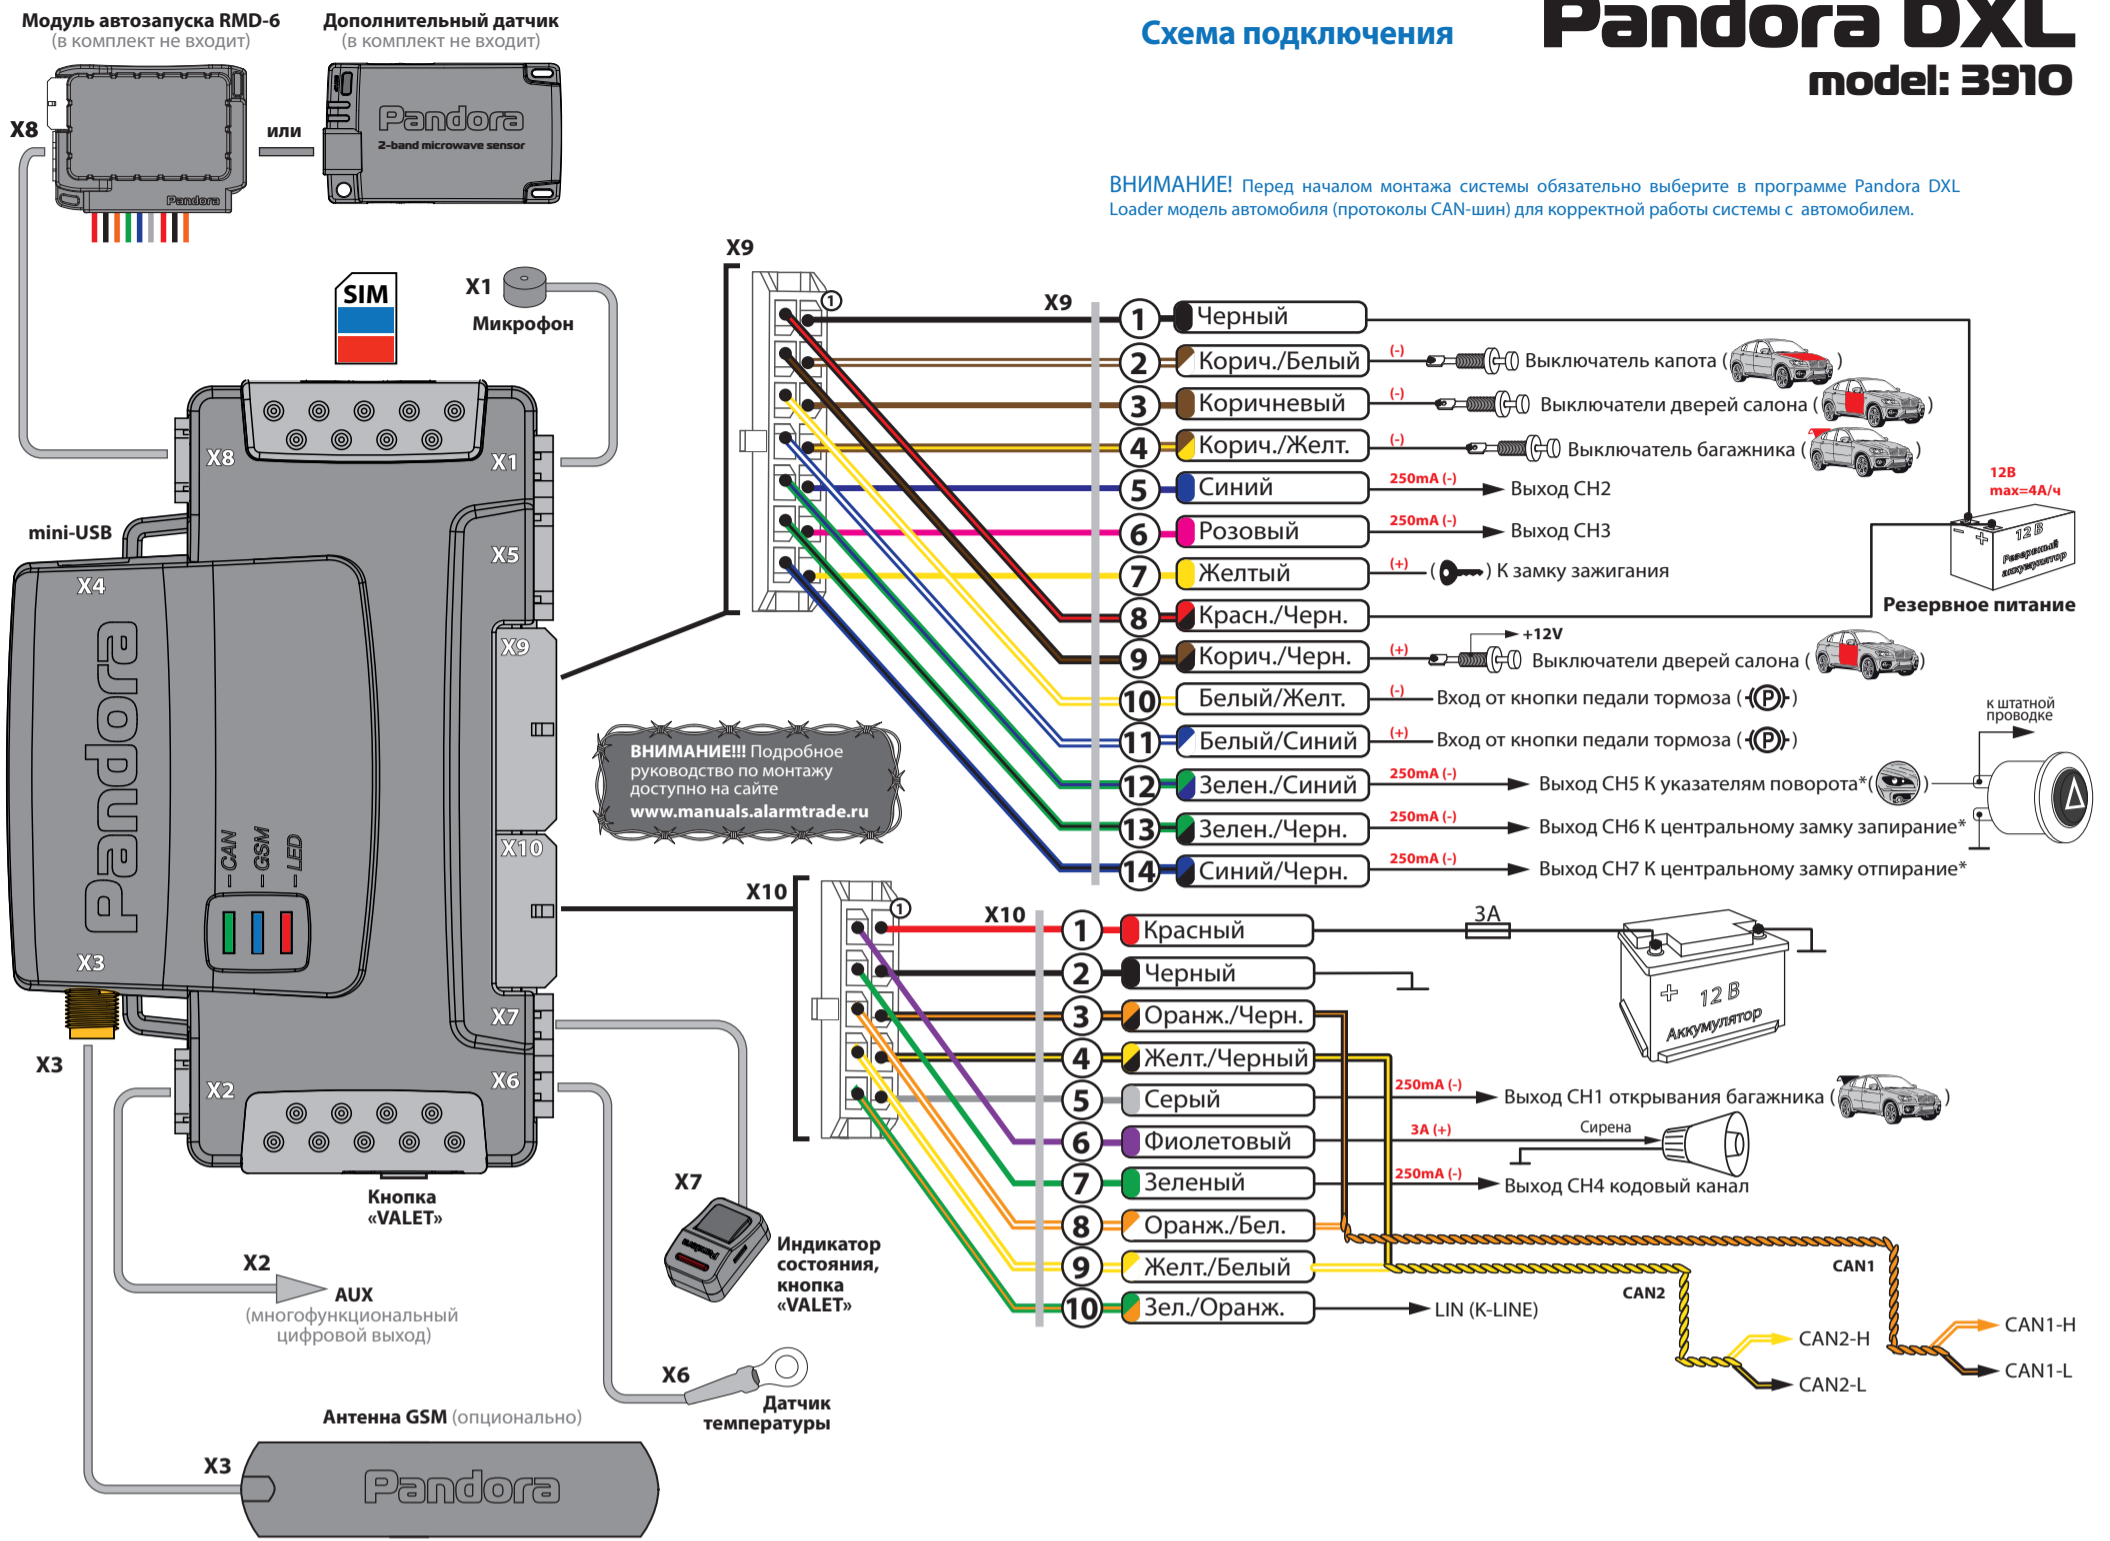 Модуль автозапуска RMD-6
(в комплект не входит)
Дополнительный датчик
(в комплект не входит)
Схема подключения
Pandora DXL
model: 3910
X8
или
Pandora
2-band microwave sensor
Pandora
ВНИМАНИЕ! Перед началом монтажа системы обязательно выберите в программе Pandora DXL
Loader модель автомобиля (протоколы CAN-шин) для корректной работы системы с автомобилем.
SIM
X1
Микрофон
X8
X1
mini-USB
X5
X4
X9
Pandora
X10
CAN
GSM
LED
X3
X7
X6
X2
X3
Кнопка
«VALET»
X2
AUX
(многофункциональный
цифровой выход)
X7
Pandora
Индикатор
состояния,
кнопка
«VALET»
X6
Датчик
температуры
Антенна GSM (опционально)
X3
Pandora
ВНИМАНИЕ!!! Подробное
руководство по монтажу
доступно на сайте
www.manuals.alarmtrade.ru
X9
1
X9
1 Черный
2 Корич./Белый (-) Выключатель капота ( )
3 Коричневый (-) Выключатели дверей салона ( )
4 Корич./Желт. (-) Выключатель багажника ( )
5 Синий 250mA (-) Выход CH2
6 Розовый 250mA (-) Выход CH3
7 Желтый (+) ( ) К замку зажигания
8 Красн./Черн.
9 Корич./Черн. (+) +12V Выключатели дверей салона ( )
10 Белый/Желт. (-) Вход от кнопки педали тормоза (P)
11 Белый/Синий (+) Вход от кнопки педали тормоза (P)
12 Зелен./Синий 250mA (-) Выход CH5 К указателям поворота* ( )
13 Зелен./Черн. 250mA (-) Выход CH6 К центральному замку запирание*
14 Синий/Черн. 250mA (-) Выход CH7 К центральному замку отпирание*
12В
max=4А/ч
- + 12 В
Резервный
аккумулятор
Резервное питание
к штатной
проводке
X10
1
X10
1 Красный 3А
2 Черный
3 Оранж./Черн.
4 Желт./Черный
5 Серый 250mA (-) Выход CH1 открывания багажника ( )
6 Фиолетовый 3А (+) Сирена
7 Зеленый 250mA (-) Выход CH4 кодовый канал
8 Оранж./Бел.
9 Желт./Белый
10 Зел./Оранж. LIN (K-LINE)
+ 12 В
Аккумулятор
CAN1
CAN2
CAN1-H
CAN2-H
CAN1-L
CAN2-L